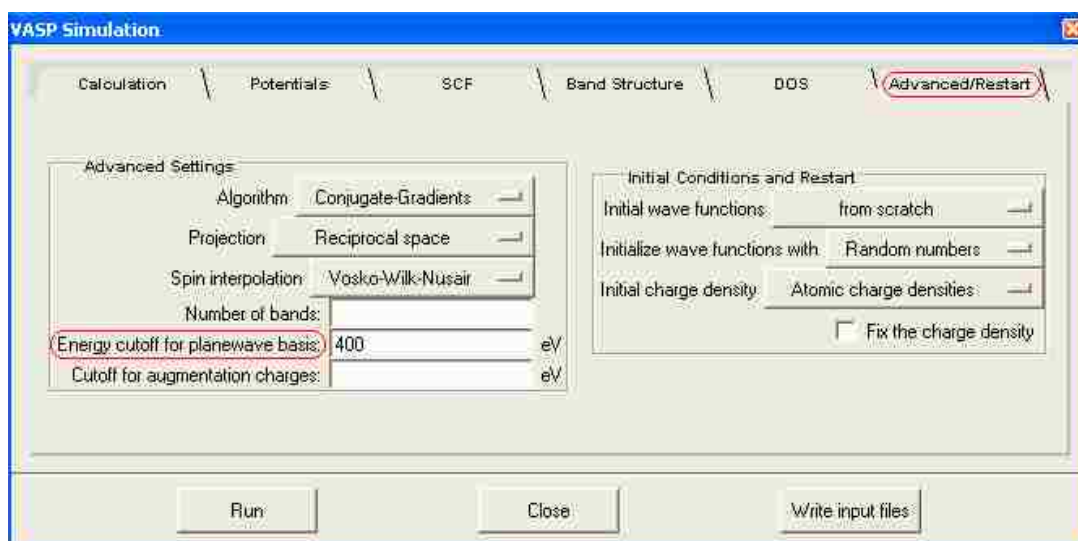 VASP Simulation
Calculation Potentials SCF Band Structure DOS Advanced/Restart
Advanced Settings
Algorithm Conjugate-Gradients
Projection Reciprocal space
Spin interpolation Vosko-Wilk-Nusair
Number of bands:
Energy cutoff for planewave basis: 400 eV
Cutoff for augmentation charges: eV
Initial Conditions and Restart
Initial wave functions from scratch
Initialize wave functions with Random numbers
Initial charge density Atomic charge densities
Fix the charge density
Run Close Write input files